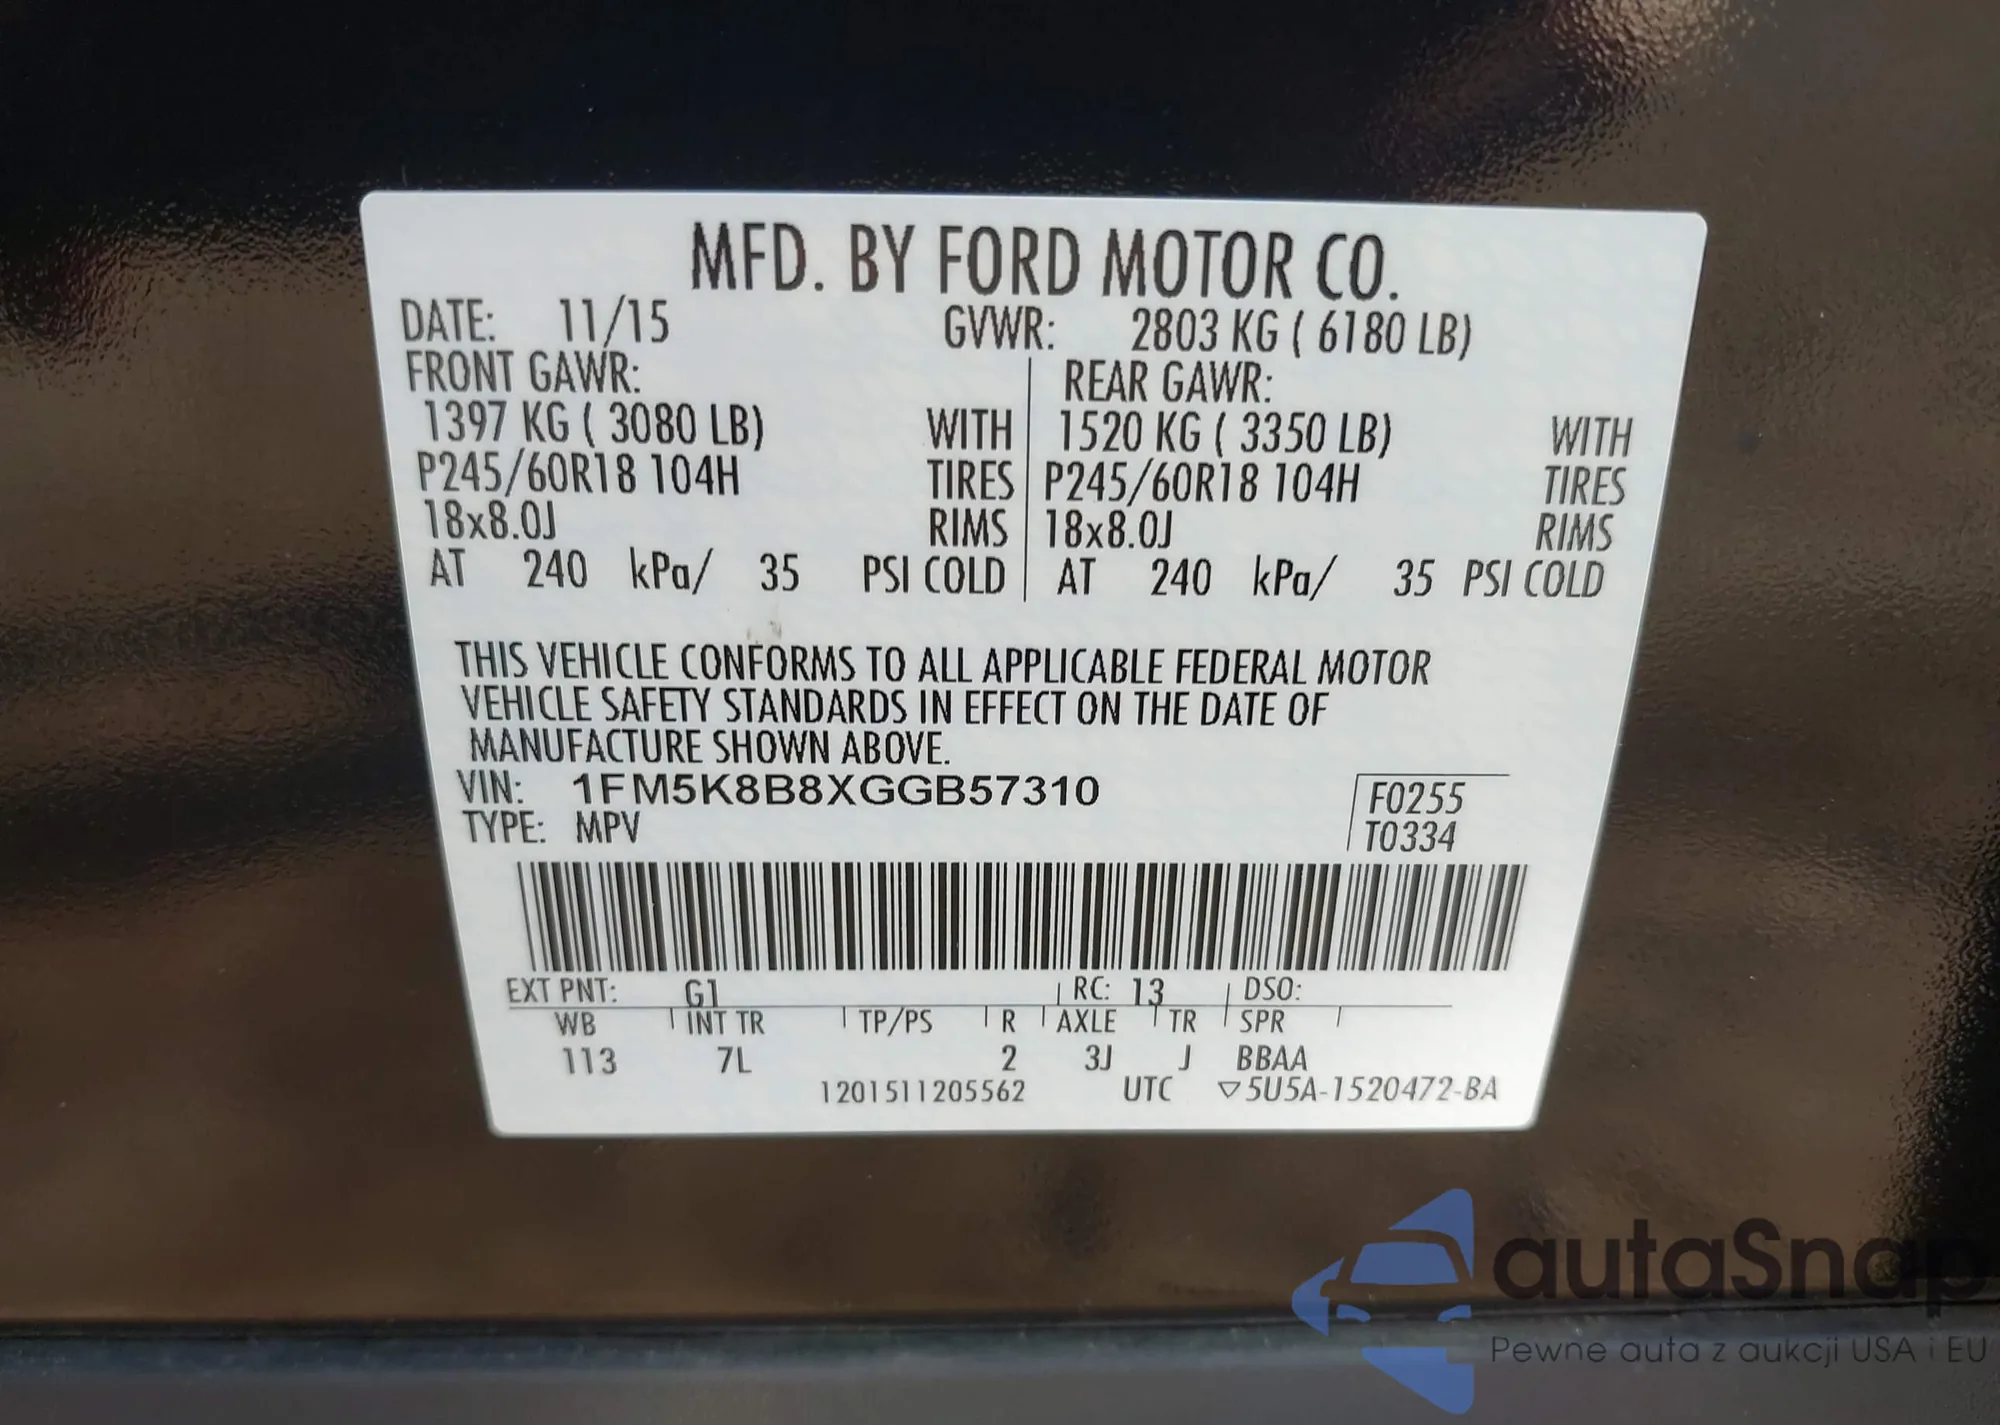 MFD. BY FORD MOTOR CO.
DATE: 11/15 GVWR: 2803 KG ( 6180 LB)
FRONT GAWR: REAR GAWR:
1397 KG ( 3080 LB) WITH 1520 KG ( 3350 LB) WITH
P245/60R18 104H TIRES P245/60R18 104H TIRES
18x8.0J RIMS 18x8.0J RIMS
AT 240 kPa/ 35 PSI COLD AT 240 kPa/ 35 PSI COLD
THIS VEHICLE CONFORMS TO ALL APPLICABLE FEDERAL MOTOR
VEHICLE SAFETY STANDARDS IN EFFECT ON THE DATE OF
MANUFACTURE SHOWN ABOVE.
VIN: 1FM5K8B8XGGB57310 F0255
TYPE: MPV T0334
EXT PNT: G1 RC: 13 DSO:
WB INT TR TP/PS R AXLE TR SPR
113 7L 2 3J J BBAA
1201511205562 UTC ▽5U5A-1520472-BA
autaSnap
Pewne auta z aukcji USA i EU